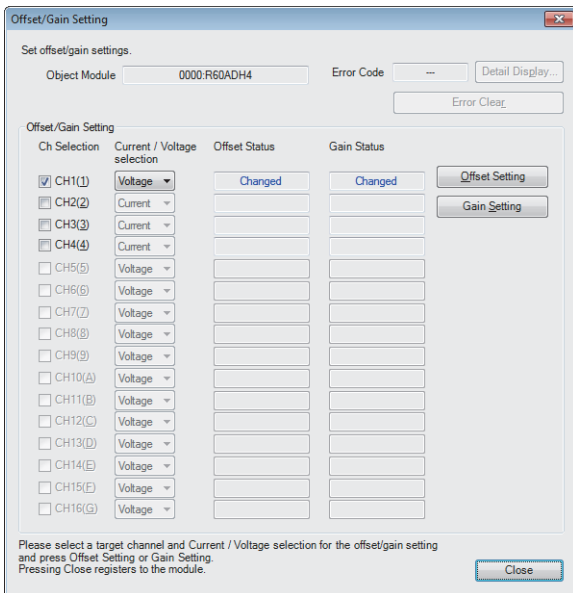 Offset/Gain Setting
Set offset/gain settings.
Object Module 0000:R60ADH4 Error Code --- Detail Display...
Error Clear
Offset/Gain Setting
Ch Selection Current / Voltage selection Offset Status Gain Status
CH1(1) Voltage Changed Changed Offset Setting
CH2(2) Current Gain Setting
CH3(3) Current
CH4(4) Current
CH5(5) Voltage
CH6(6) Voltage
CH7(7) Voltage
CH8(8) Voltage
CH9(9) Voltage
CH10(A) Voltage
CH11(B) Voltage
CH12(C) Voltage
CH13(D) Voltage
CH14(E) Voltage
CH15(F) Voltage
CH16(G) Voltage
Please select a target channel and Current / Voltage selection for the offset/gain setting
and press Offset Setting or Gain Setting.
Pressing Close registers to the module.
Close